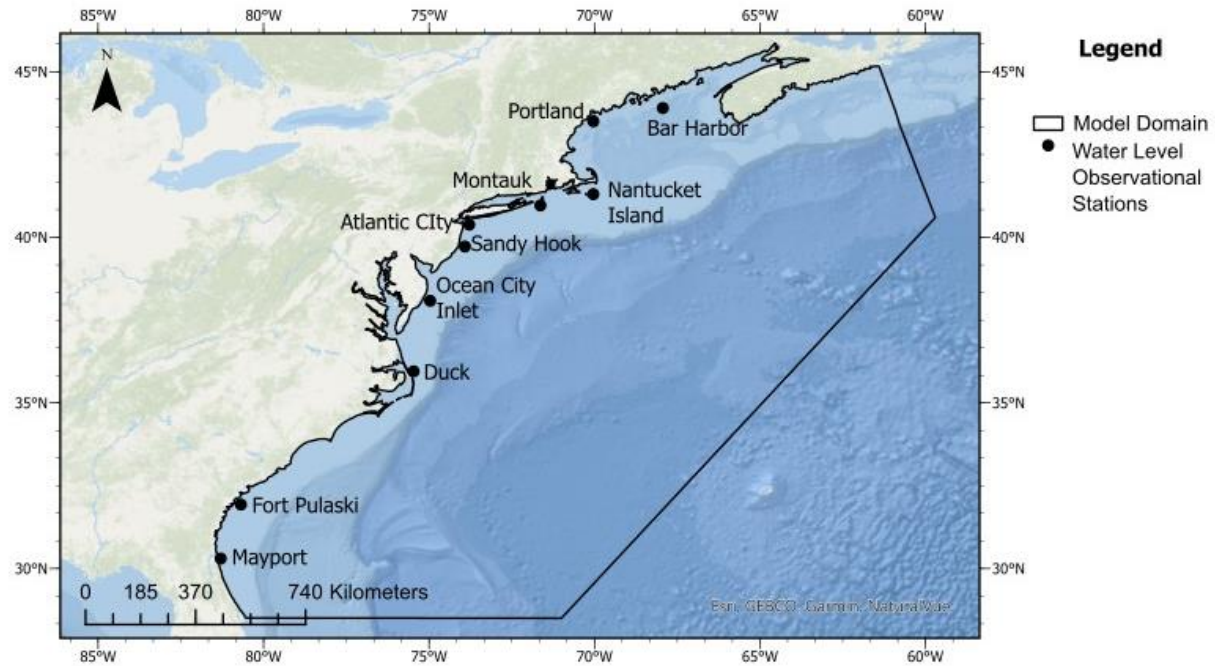 85°W 80°W 75°W 70°W 65°W 60°W
Legend
N
45°N 45°N
Portland
Bar Harbor
Model Domain
Water Level
Observational
Stations
Montauk
Nantucket
Island
Atlantic CIty
40°N 40°N
Sandy Hook
Ocean City
Inlet
Duck
35°N 35°N
Fort Pulaski
Mayport
30°N 30°N
0 185 370 740 Kilometers
Esri, GEBCO, Garmin, NaturalVue
85°W 80°W 75°W 70°W 65°W 60°W